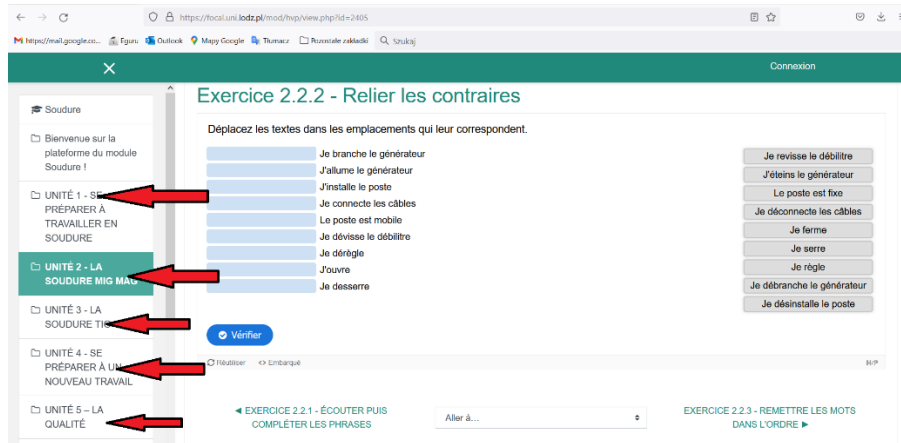 https://focal.uni.lodz.pl/mod/hvp/view.php?id=2405
https://mail.google.co... Eguru Outlook Mapy Google Tłumacz Pozostałe zakładki Szukaj
Connexion
Soudure
Bienvenue sur la
plateforme du module
Soudure !
UNITÉ 1 - SE
PRÉPARER À
TRAVAILLER EN
SOUDURE
UNITÉ 2 - LA
SOUDURE MIG MAG
UNITÉ 3 - LA
SOUDURE TIG
UNITÉ 4 - SE
PRÉPARER À UN
NOUVEAU TRAVAIL
UNITÉ 5 – LA
QUALITÉ
Exercice 2.2.2 - Relier les contraires
Déplacez les textes dans les emplacements qui leur correspondent.
Je branche le générateur
J'allume le générateur
J'installe le poste
Je connecte les câbles
Le poste est mobile
Je dévisse le débilitre
Je dérègle
J'ouvre
Je desserre
Je revisse le débilitre
J'éteins le générateur
Le poste est fixe
Je déconnecte les câbles
Je ferme
Je serre
Je règle
Je débranche le générateur
Je désinstalle le poste
Vérifier
Réutiliser <> Embarqué
H5P
◄ EXERCICE 2.2.1 - ÉCOUTER PUIS
COMPLÉTER LES PHRASES
Aller à...
EXERCICE 2.2.3 - REMETTRE LES MOTS
DANS L'ORDRE ►